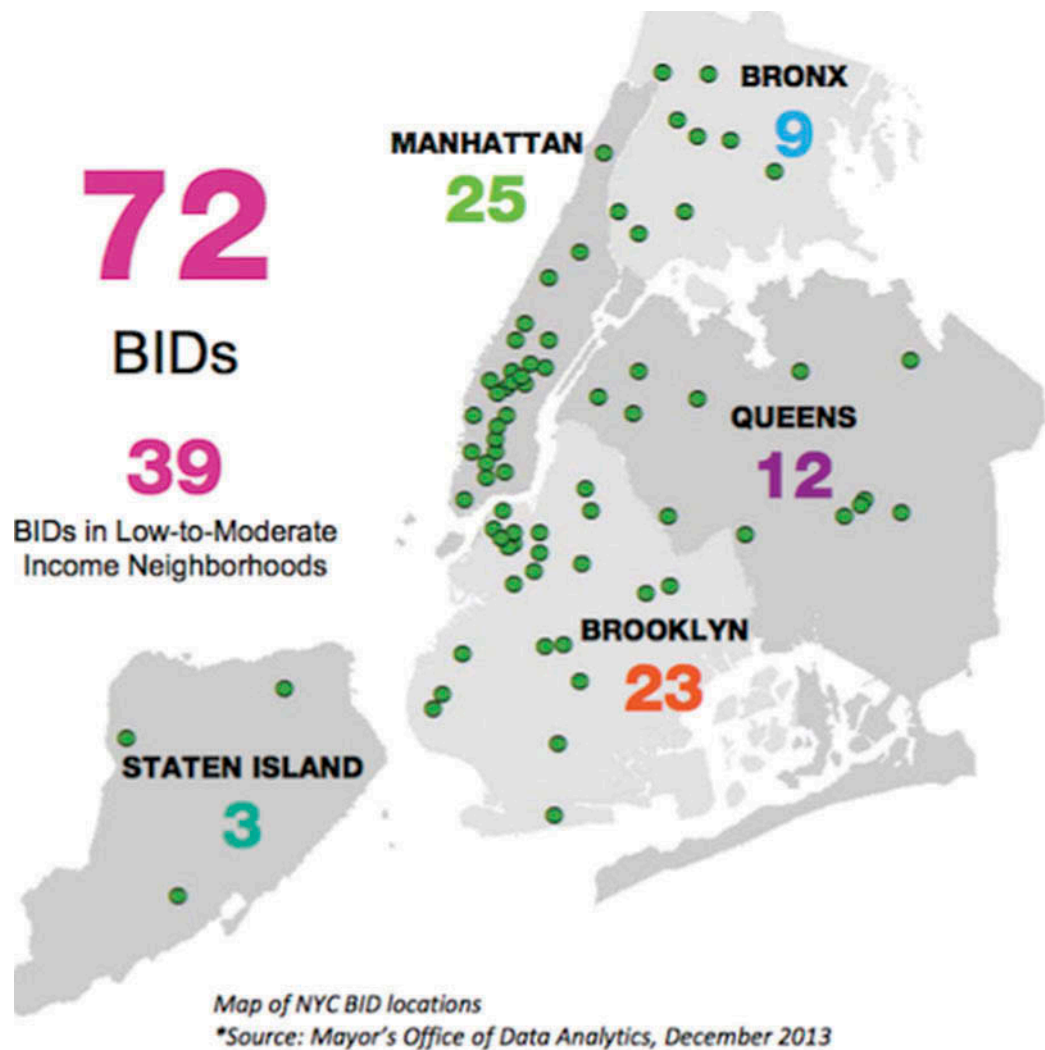 BRONX
9
MANHATTAN
25
72
BIDs
39
BIDs in Low-to-Moderate
Income Neighborhoods
QUEENS
12
BROOKLYN
23
STATEN ISLAND
3
Map of NYC BID locations
*Source: Mayor's Office of Data Analytics, December 2013